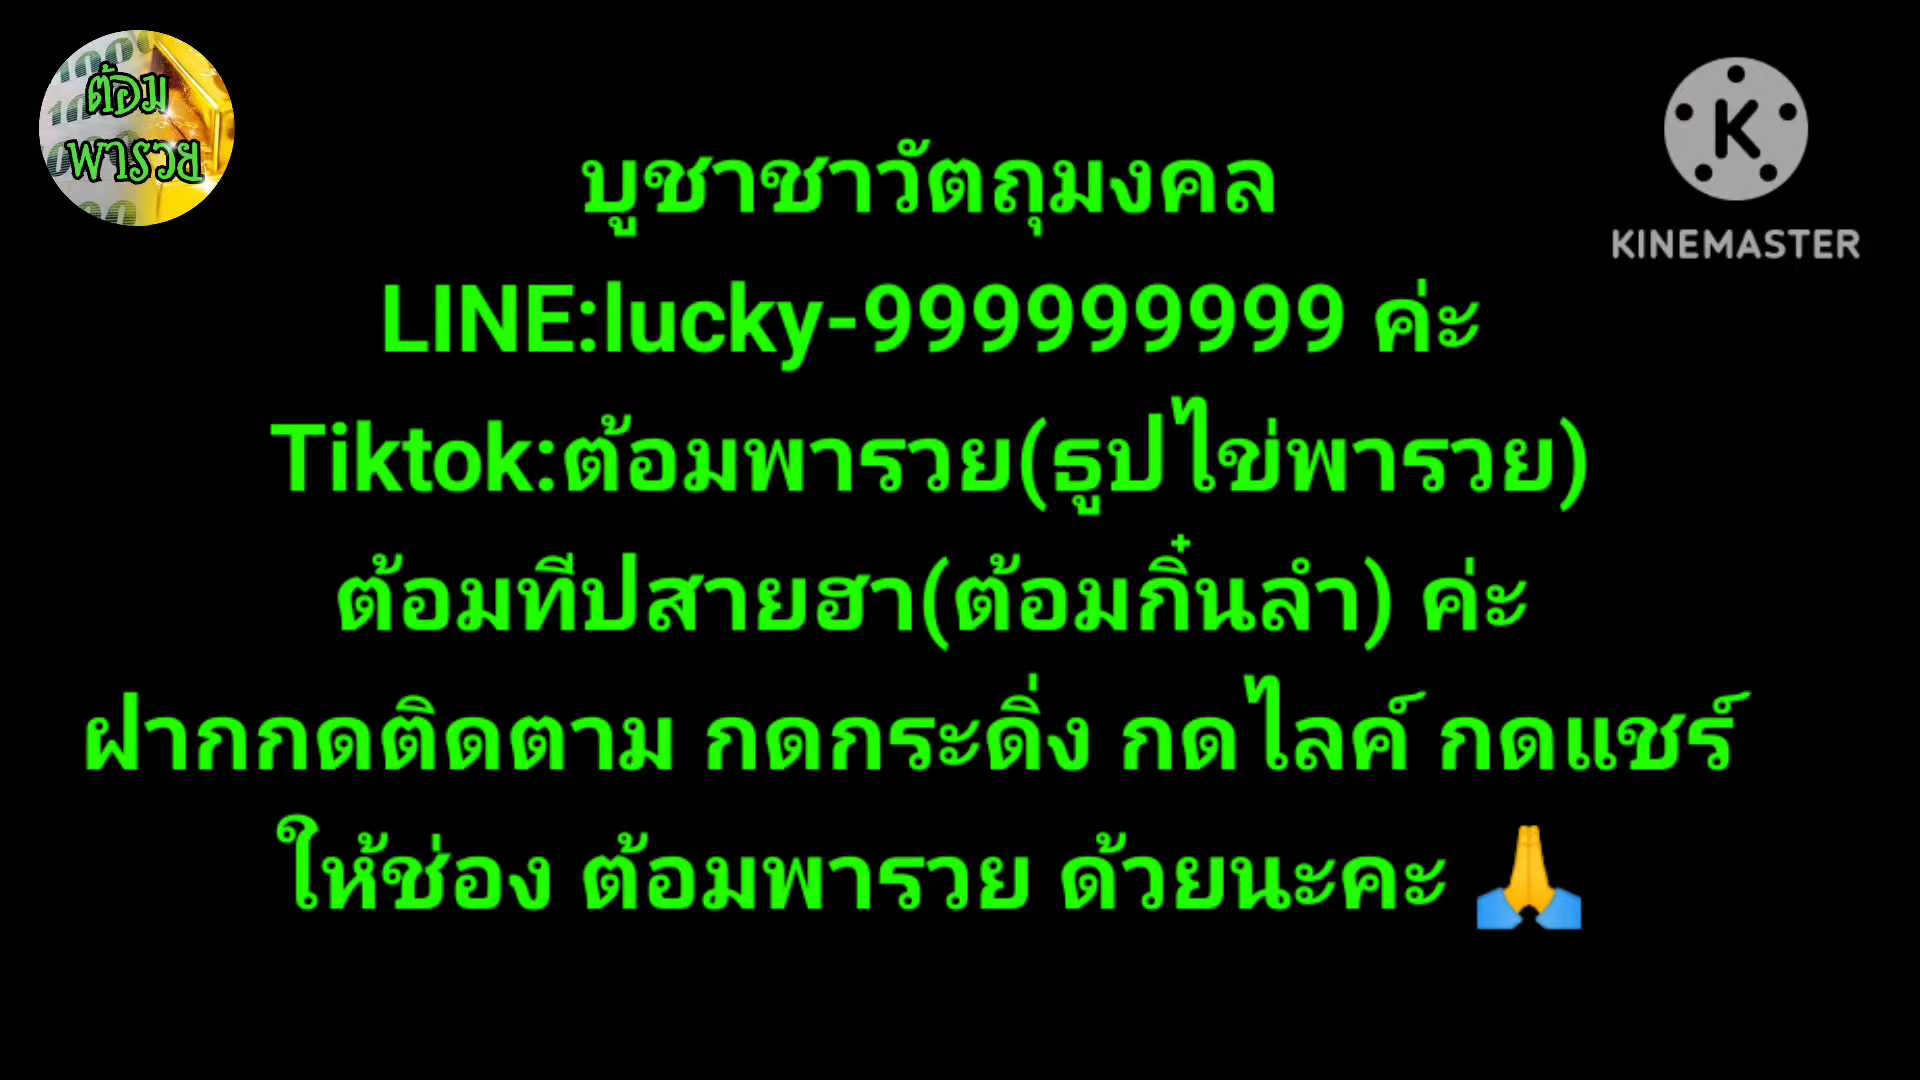 ต้อม
พารวย
KINEMASTER
บูชาชาวัตถุมงคล
LINE:lucky-999999999 ค่ะ
Tiktok:ต้อมพารวย(ธูปไข่พารวย)
ต้อมทีปสายฮา(ต้อมกิ๋นลำ) ค่ะ
ฝากกดติดตาม กดกระดิ่ง กดไลค์ กดแชร์
ให้ช่อง ต้อมพารวย ด้วยนะคะ 🙏